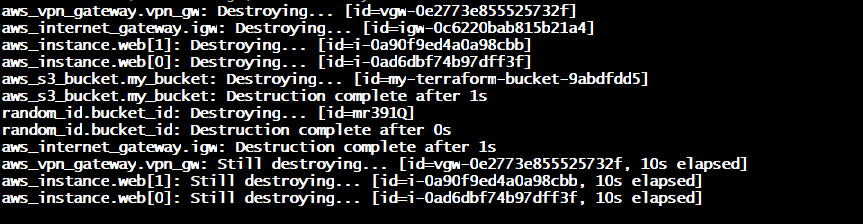 aws_vpn_gateway.vpn_gw: Destroying... [id=vgw-0e2773e855525732f]
aws_internet_gateway.igw: Destroying... [id=igw-0c6220bab815b21a4]
aws_instance.web[1]: Destroying... [id=i-0a90f9ed4a0a98cbb]
aws_instance.web[0]: Destroying... [id=i-0ad6dbf74b97dff3f]
aws_s3_bucket.my_bucket: Destroying... [id=my-terraform-bucket-9abdfdd5]
aws_s3_bucket.my_bucket: Destruction complete after 1s
random_id.bucket_id: Destroying... [id=mr391Q]
random_id.bucket_id: Destruction complete after 0s
aws_internet_gateway.igw: Destruction complete after 1s
aws_vpn_gateway.vpn_gw: Still destroying... [id=vgw-0e2773e855525732f, 10s elapsed]
aws_instance.web[1]: Still destroying... [id=i-0a90f9ed4a0a98cbb, 10s elapsed]
aws_instance.web[0]: Still destroying... [id=i-0ad6dbf74b97dff3f, 10s elapsed]